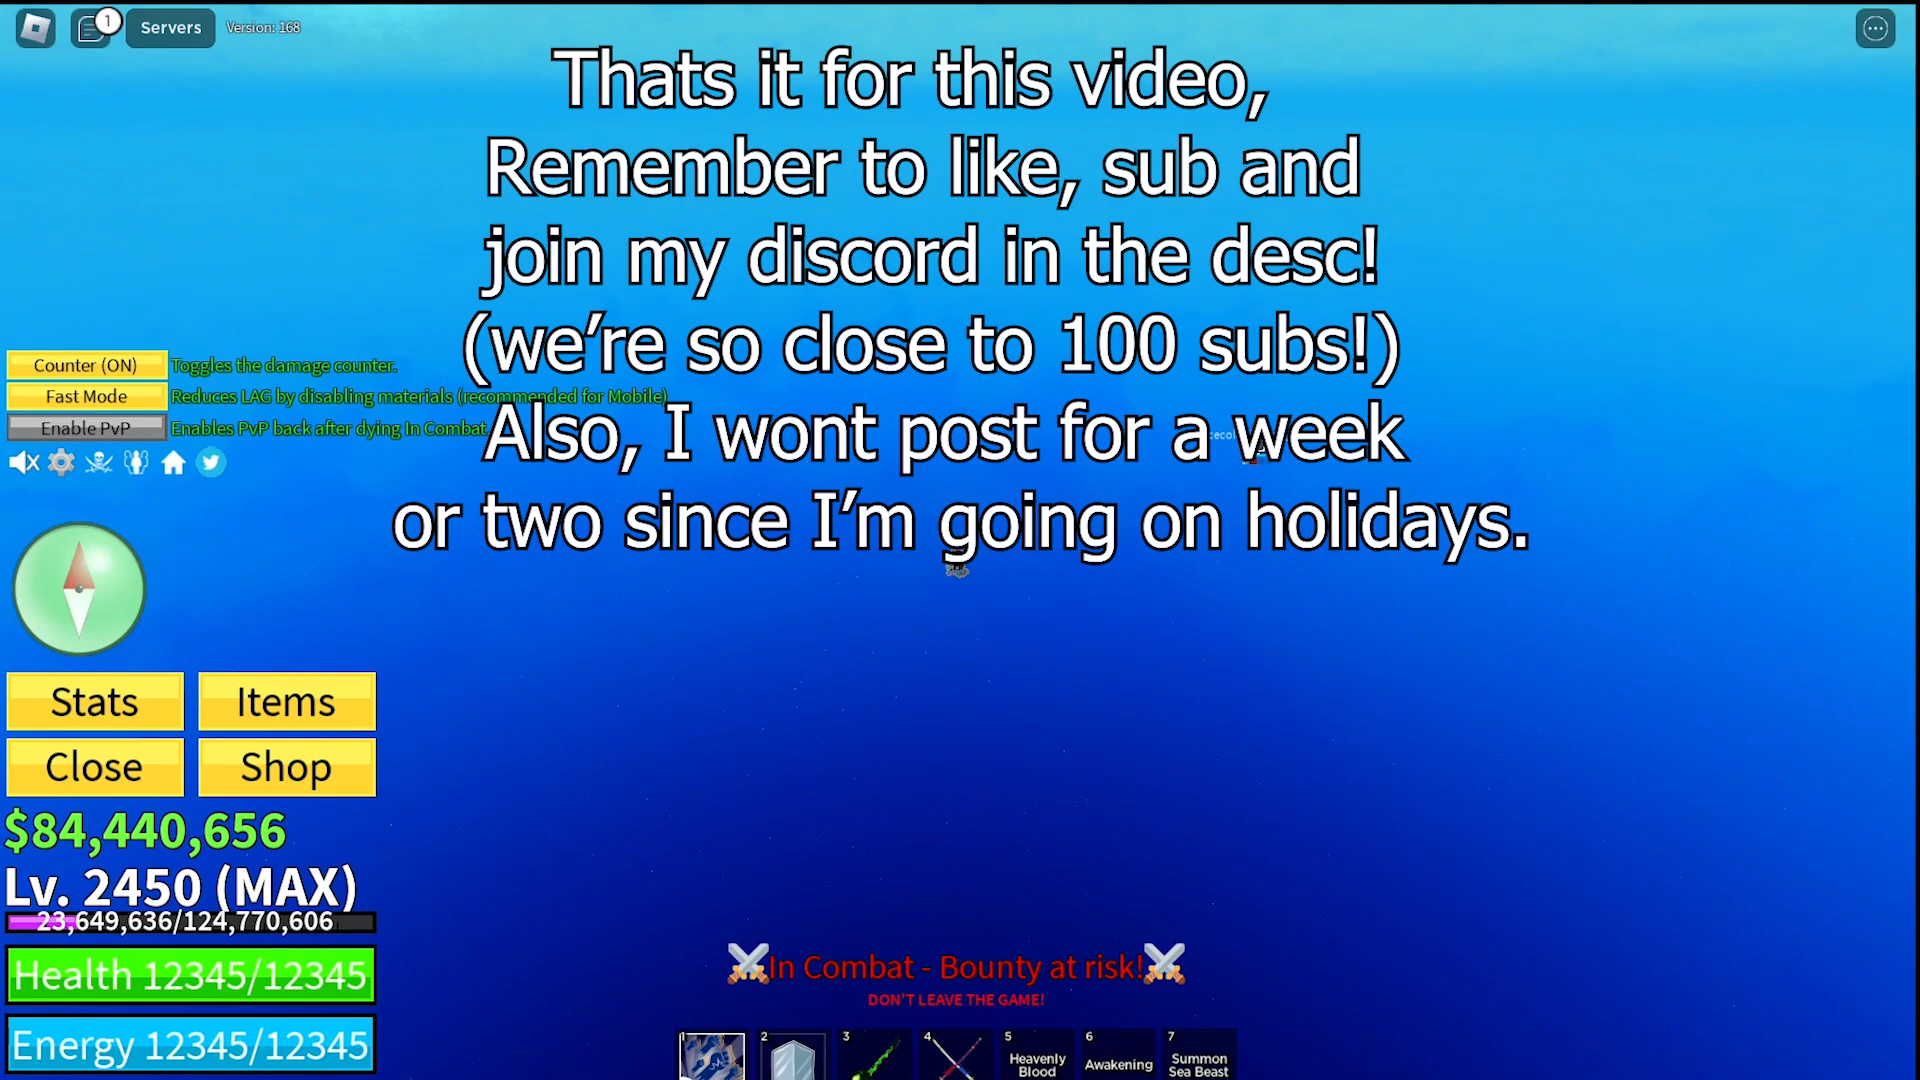 1
Servers
Version: 168
Thats it for this video,
Remember to like, sub and
join my discord in the desc!
(we're so close to 100 subs!)
Also, I wont post for a week
or two since I'm going on holidays.
Counter (ON) Toggles the damage counter.
Fast Mode Reduces LAG by disabling materials (recommended for Mobile)
Enable PvP Enables PvP back after dying In Combat.
Stats Items
Close Shop
$84,440,656
Lv. 2450 (MAX)
23,649,636/124,770,606
Health 12345/12345
Energy 12345/12345
In Combat - Bounty at risk!
DON'T LEAVE THE GAME!
1 2 3 4 5 6 7
Heavenly Blood
Awakening
Summon Sea Beast